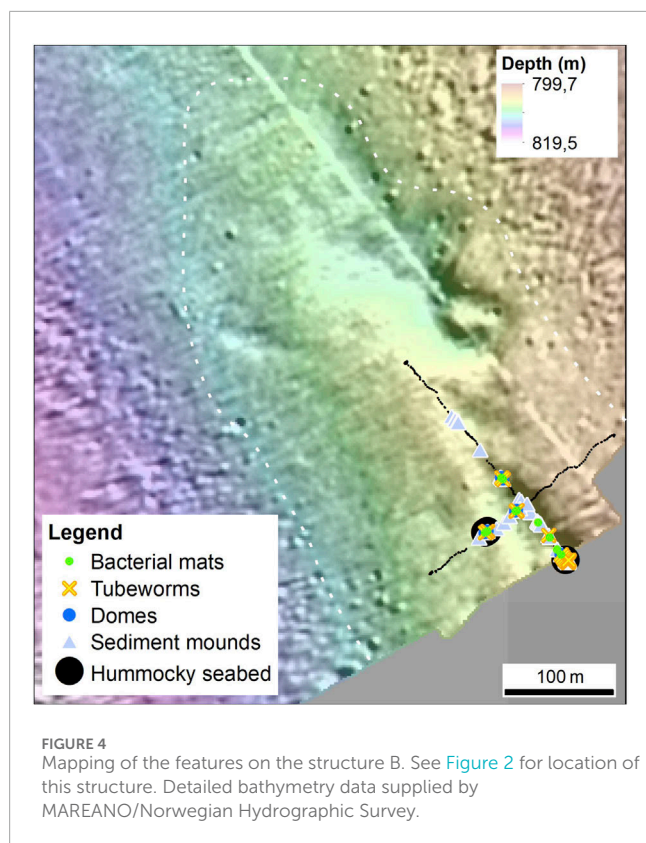 Depth (m)
799,7
819,5
Legend
Bacterial mats
Tubeworms
Domes
Sediment mounds
Hummocky seabed
100 m
FIGURE 4
Mapping of the features on the structure B. See Figure 2 for location of
this structure. Detailed bathymetry data supplied by
MAREANO/Norwegian Hydrographic Survey.